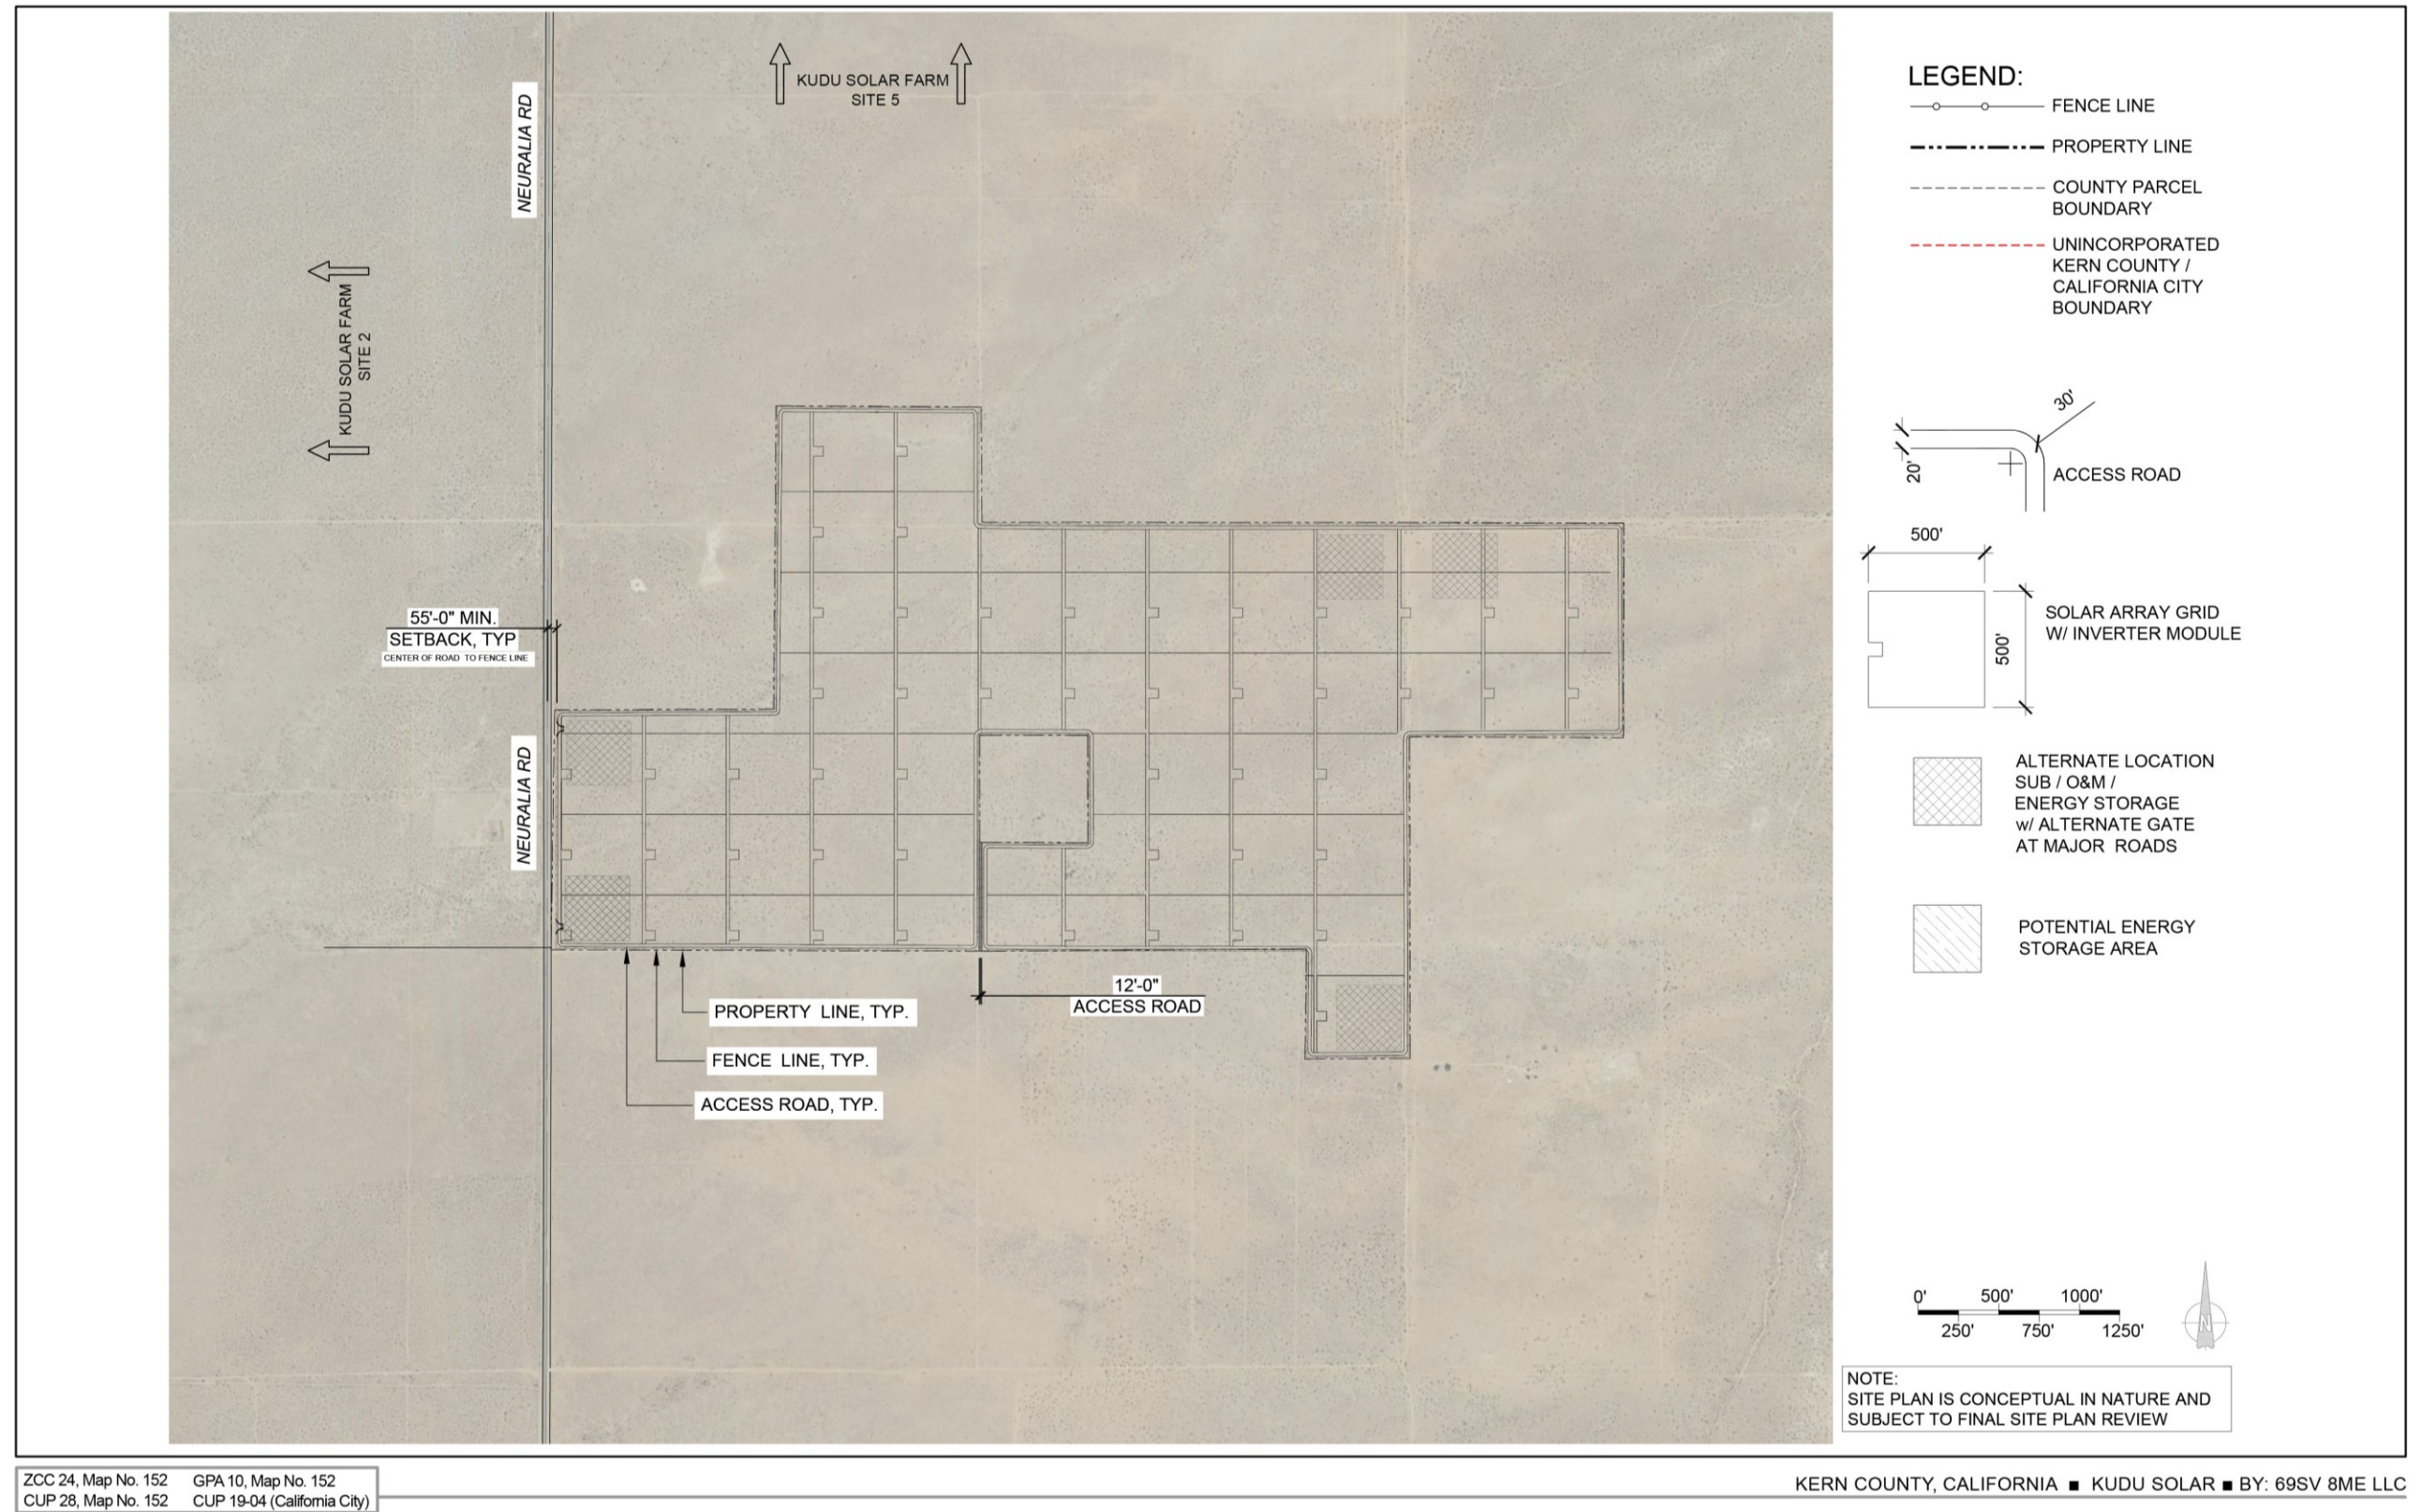 KUDU SOLAR FARM
SITE 5
NEURALIA RD
KUDU SOLAR FARM
SITE 2
55'-0" MIN.
SETBACK, TYP
CENTER OF ROAD TO FENCE LINE
NEURALIA RD
12'-0"
ACCESS ROAD
PROPERTY LINE, TYP.
FENCE LINE, TYP.
ACCESS ROAD, TYP.
LEGEND:
FENCE LINE
PROPERTY LINE
COUNTY PARCEL
BOUNDARY
UNINCORPORATED
KERN COUNTY /
CALIFORNIA CITY
BOUNDARY
30'
20'
ACCESS ROAD
500'
500'
SOLAR ARRAY GRID
W/ INVERTER MODULE
ALTERNATE LOCATION
SUB / O&M /
ENERGY STORAGE
w/ ALTERNATE GATE
AT MAJOR ROADS
POTENTIAL ENERGY
STORAGE AREA
0' 500' 1000'
250' 750' 1250'
N
NOTE:
SITE PLAN IS CONCEPTUAL IN NATURE AND
SUBJECT TO FINAL SITE PLAN REVIEW
ZCC 24, Map No. 152 GPA 10, Map No. 152
CUP 28, Map No. 152 CUP 19-04 (California City)
KERN COUNTY, CALIFORNIA ■ KUDU SOLAR ■ BY: 69SV 8ME LLC